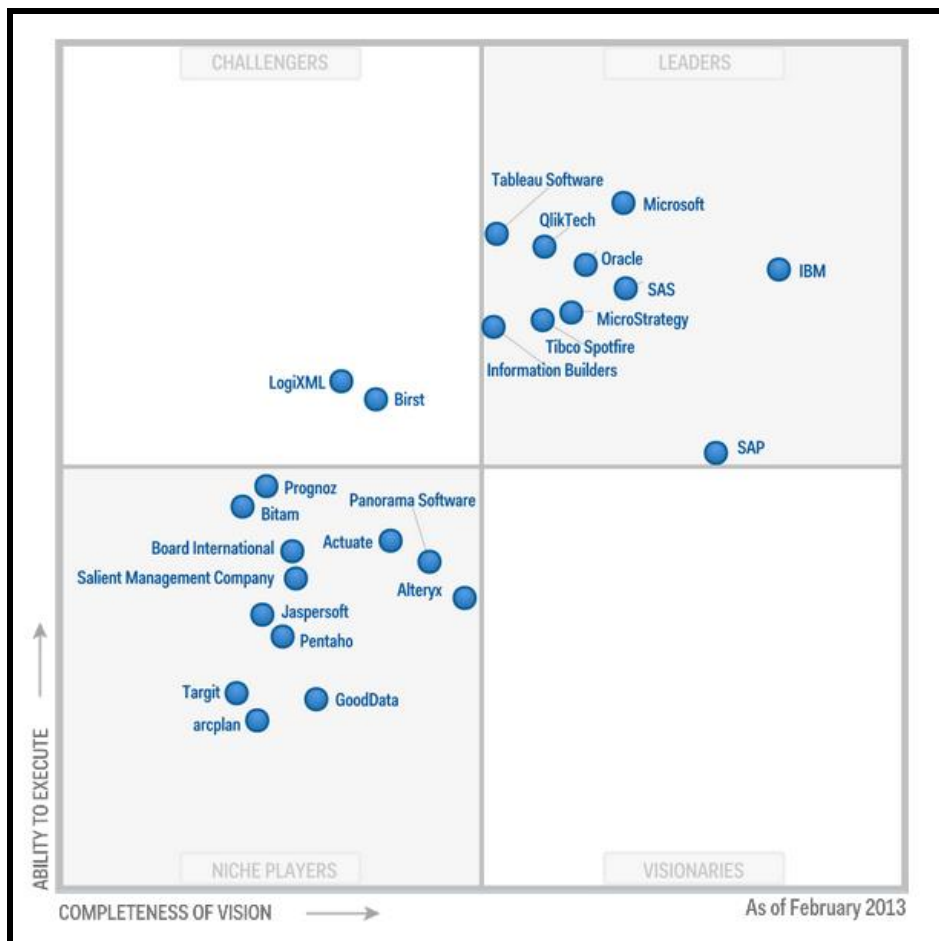 CHALLENGERS
LEADERS
Tableau Software
Microsoft
QlikTech
Oracle
IBM
SAS
MicroStrategy
Tibco Spotfire
Information Builders
LogiXML
Birst
SAP
Prognoz
Panorama Software
Bitam
Actuate
Board International
Salient Management Company
Alteryx
Jaspersoft
Pentaho
Targit
GoodData
arcplan
ABILITY TO EXECUTE
NICHE PLAYERS
VISIONARIES
COMPLETENESS OF VISION
As of February 2013